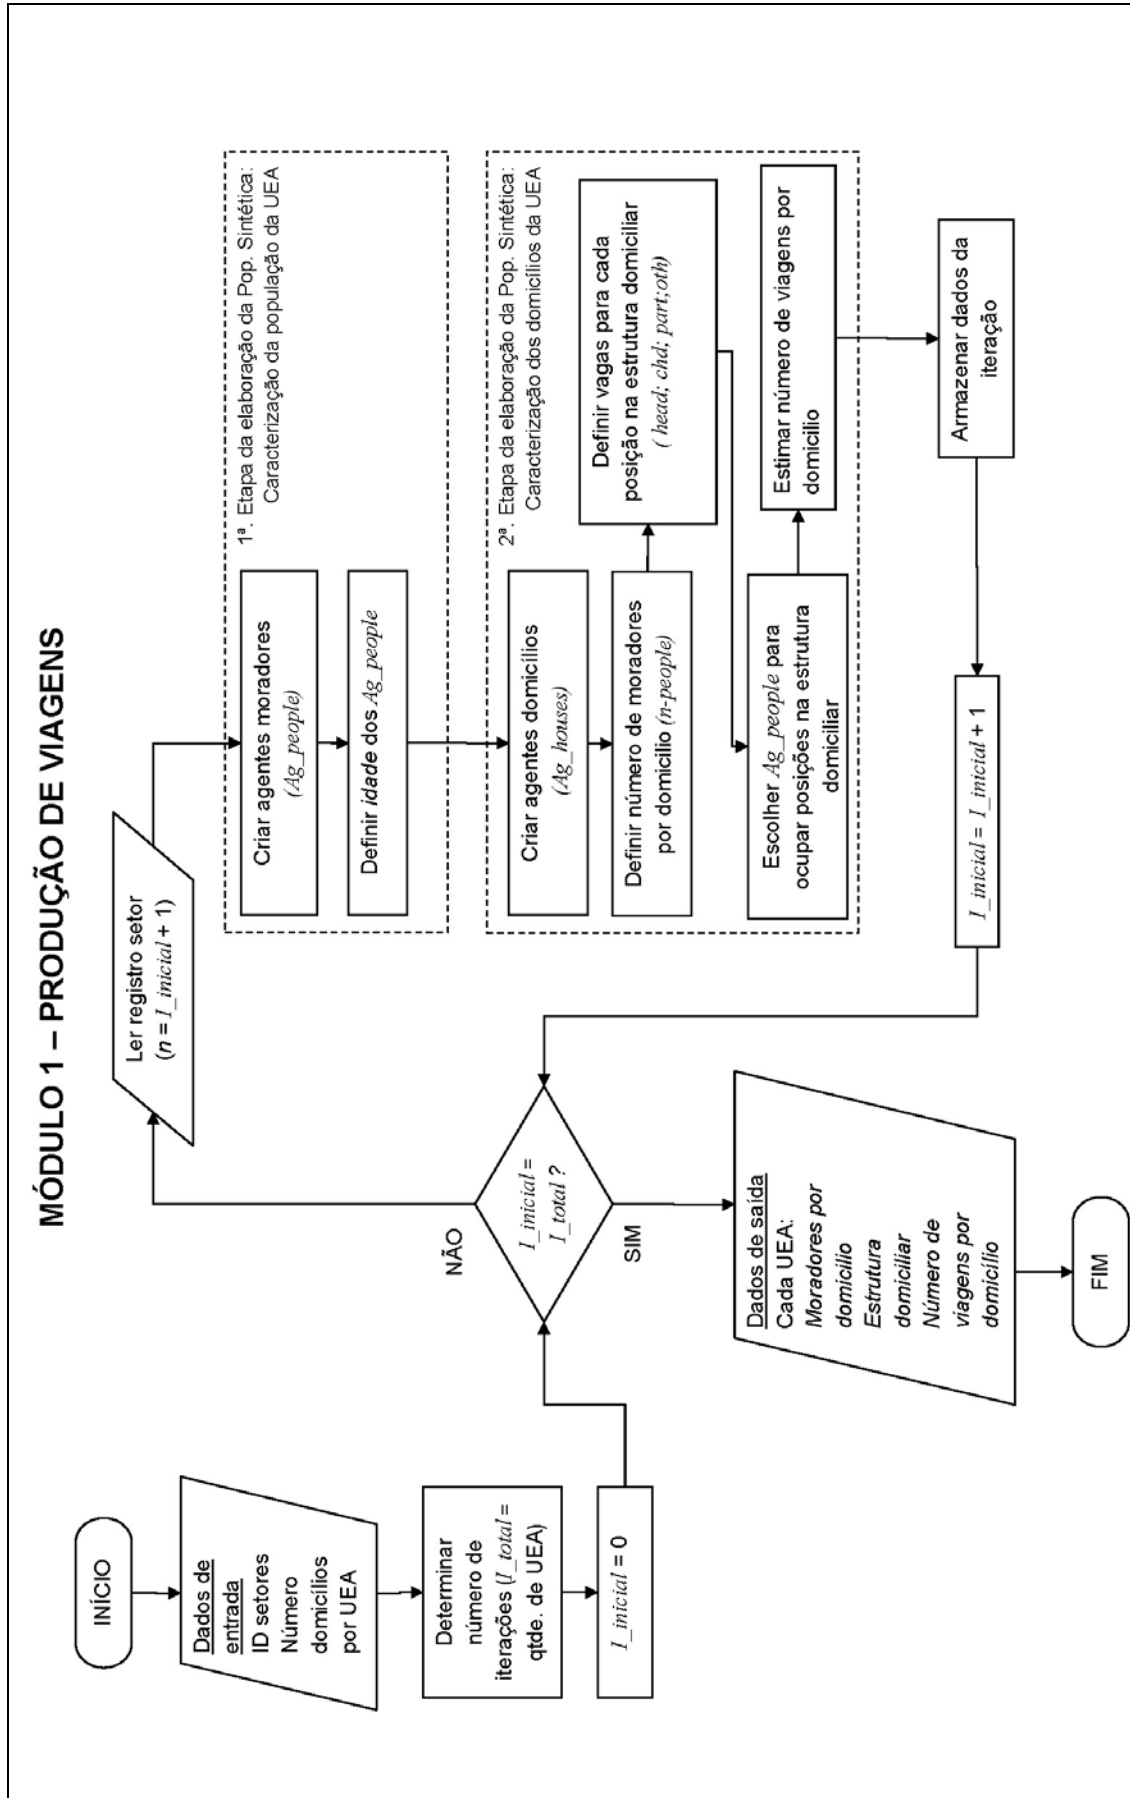 MÓDULO 1 – PRODUÇÃO DE VIAGENS
INÍCIO
Dados de
entrada
ID setores
Número
domicílios
por UEA
Determinar
número de
iterações (I_total =
qtde. de UEA)
I_inicial = 0
I_inicial =
I_total ?
NÃO
SIM
Ler registro setor
(n = I_inicial + 1)
1ª. Etapa da elaboração da Pop. Sintética:
Caracterização da população da UEA
Criar agentes moradores
(Ag_people)
Definir idade dos Ag_people
2ª. Etapa da elaboração da Pop. Sintética:
Caracterização dos domicílios da UEA
Criar agentes domicílios
(Ag_houses)
Definir número de moradores
por domicilio (n-people)
Definir vagas para cada
posição na estrutura domiciliar
( head; chd; part;oth)
Escolher Ag_people para
ocupar posições na estrutura
domiciliar
Estimar número de viagens por
domicilio
Armazenar dados da
iteração
I_inicial = I_inicial + 1
Dados de saída
Cada UEA:
Moradores por
domicilio
Estrutura
domiciliar
Número de
viagens por
domicílio
FIM